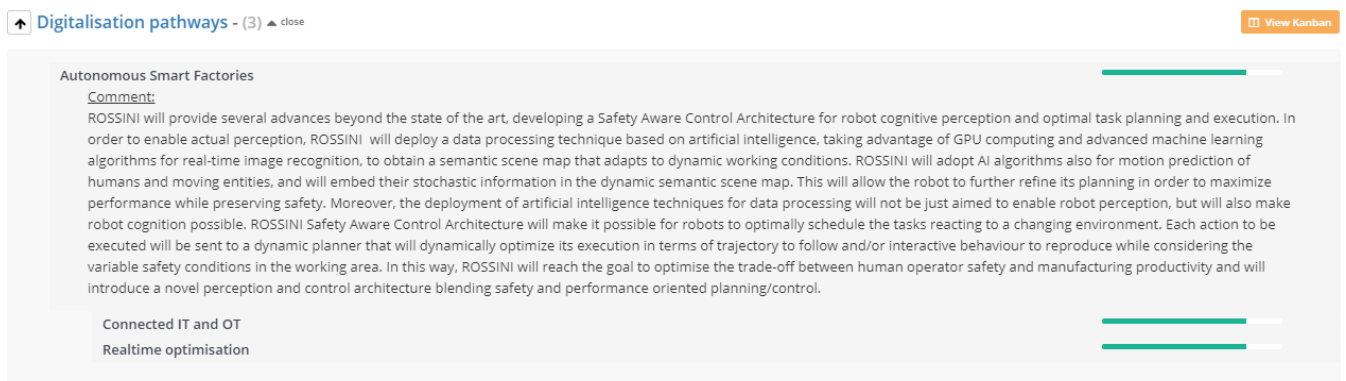 Digitalisation pathways - (3) close
View Kanban
Autonomous Smart Factories
Comment:
ROSSINI will provide several advances beyond the state of the art, developing a Safety Aware Control Architecture for robot cognitive perception and optimal task planning and execution. In
order to enable actual perception, ROSSINI  will deploy a data processing technique based on artificial intelligence, taking advantage of GPU computing and advanced machine learning
algorithms for real-time image recognition, to obtain a semantic scene map that adapts to dynamic working conditions. ROSSINI will adopt AI algorithms also for motion prediction of
humans and moving entities, and will embed their stochastic information in the dynamic semantic scene map. This will allow the robot to further refine its planning in order to maximize
performance while preserving safety. Moreover, the deployment of artificial intelligence techniques for data processing will not be just aimed to enable robot perception, but will also make
robot cognition possible. ROSSINI Safety Aware Control Architecture will make it possible for robots to optimally schedule the tasks reacting to a changing environment. Each action to be
executed will be sent to a dynamic planner that will dynamically optimize its execution in terms of trajectory to follow and/or interactive behaviour to reproduce while considering the
variable safety conditions in the working area. In this way, ROSSINI will reach the goal to optimise the trade-off between human operator safety and manufacturing productivity and will
introduce a novel perception and control architecture blending safety and performance oriented planning/control.
Connected IT and OT
Realtime optimisation